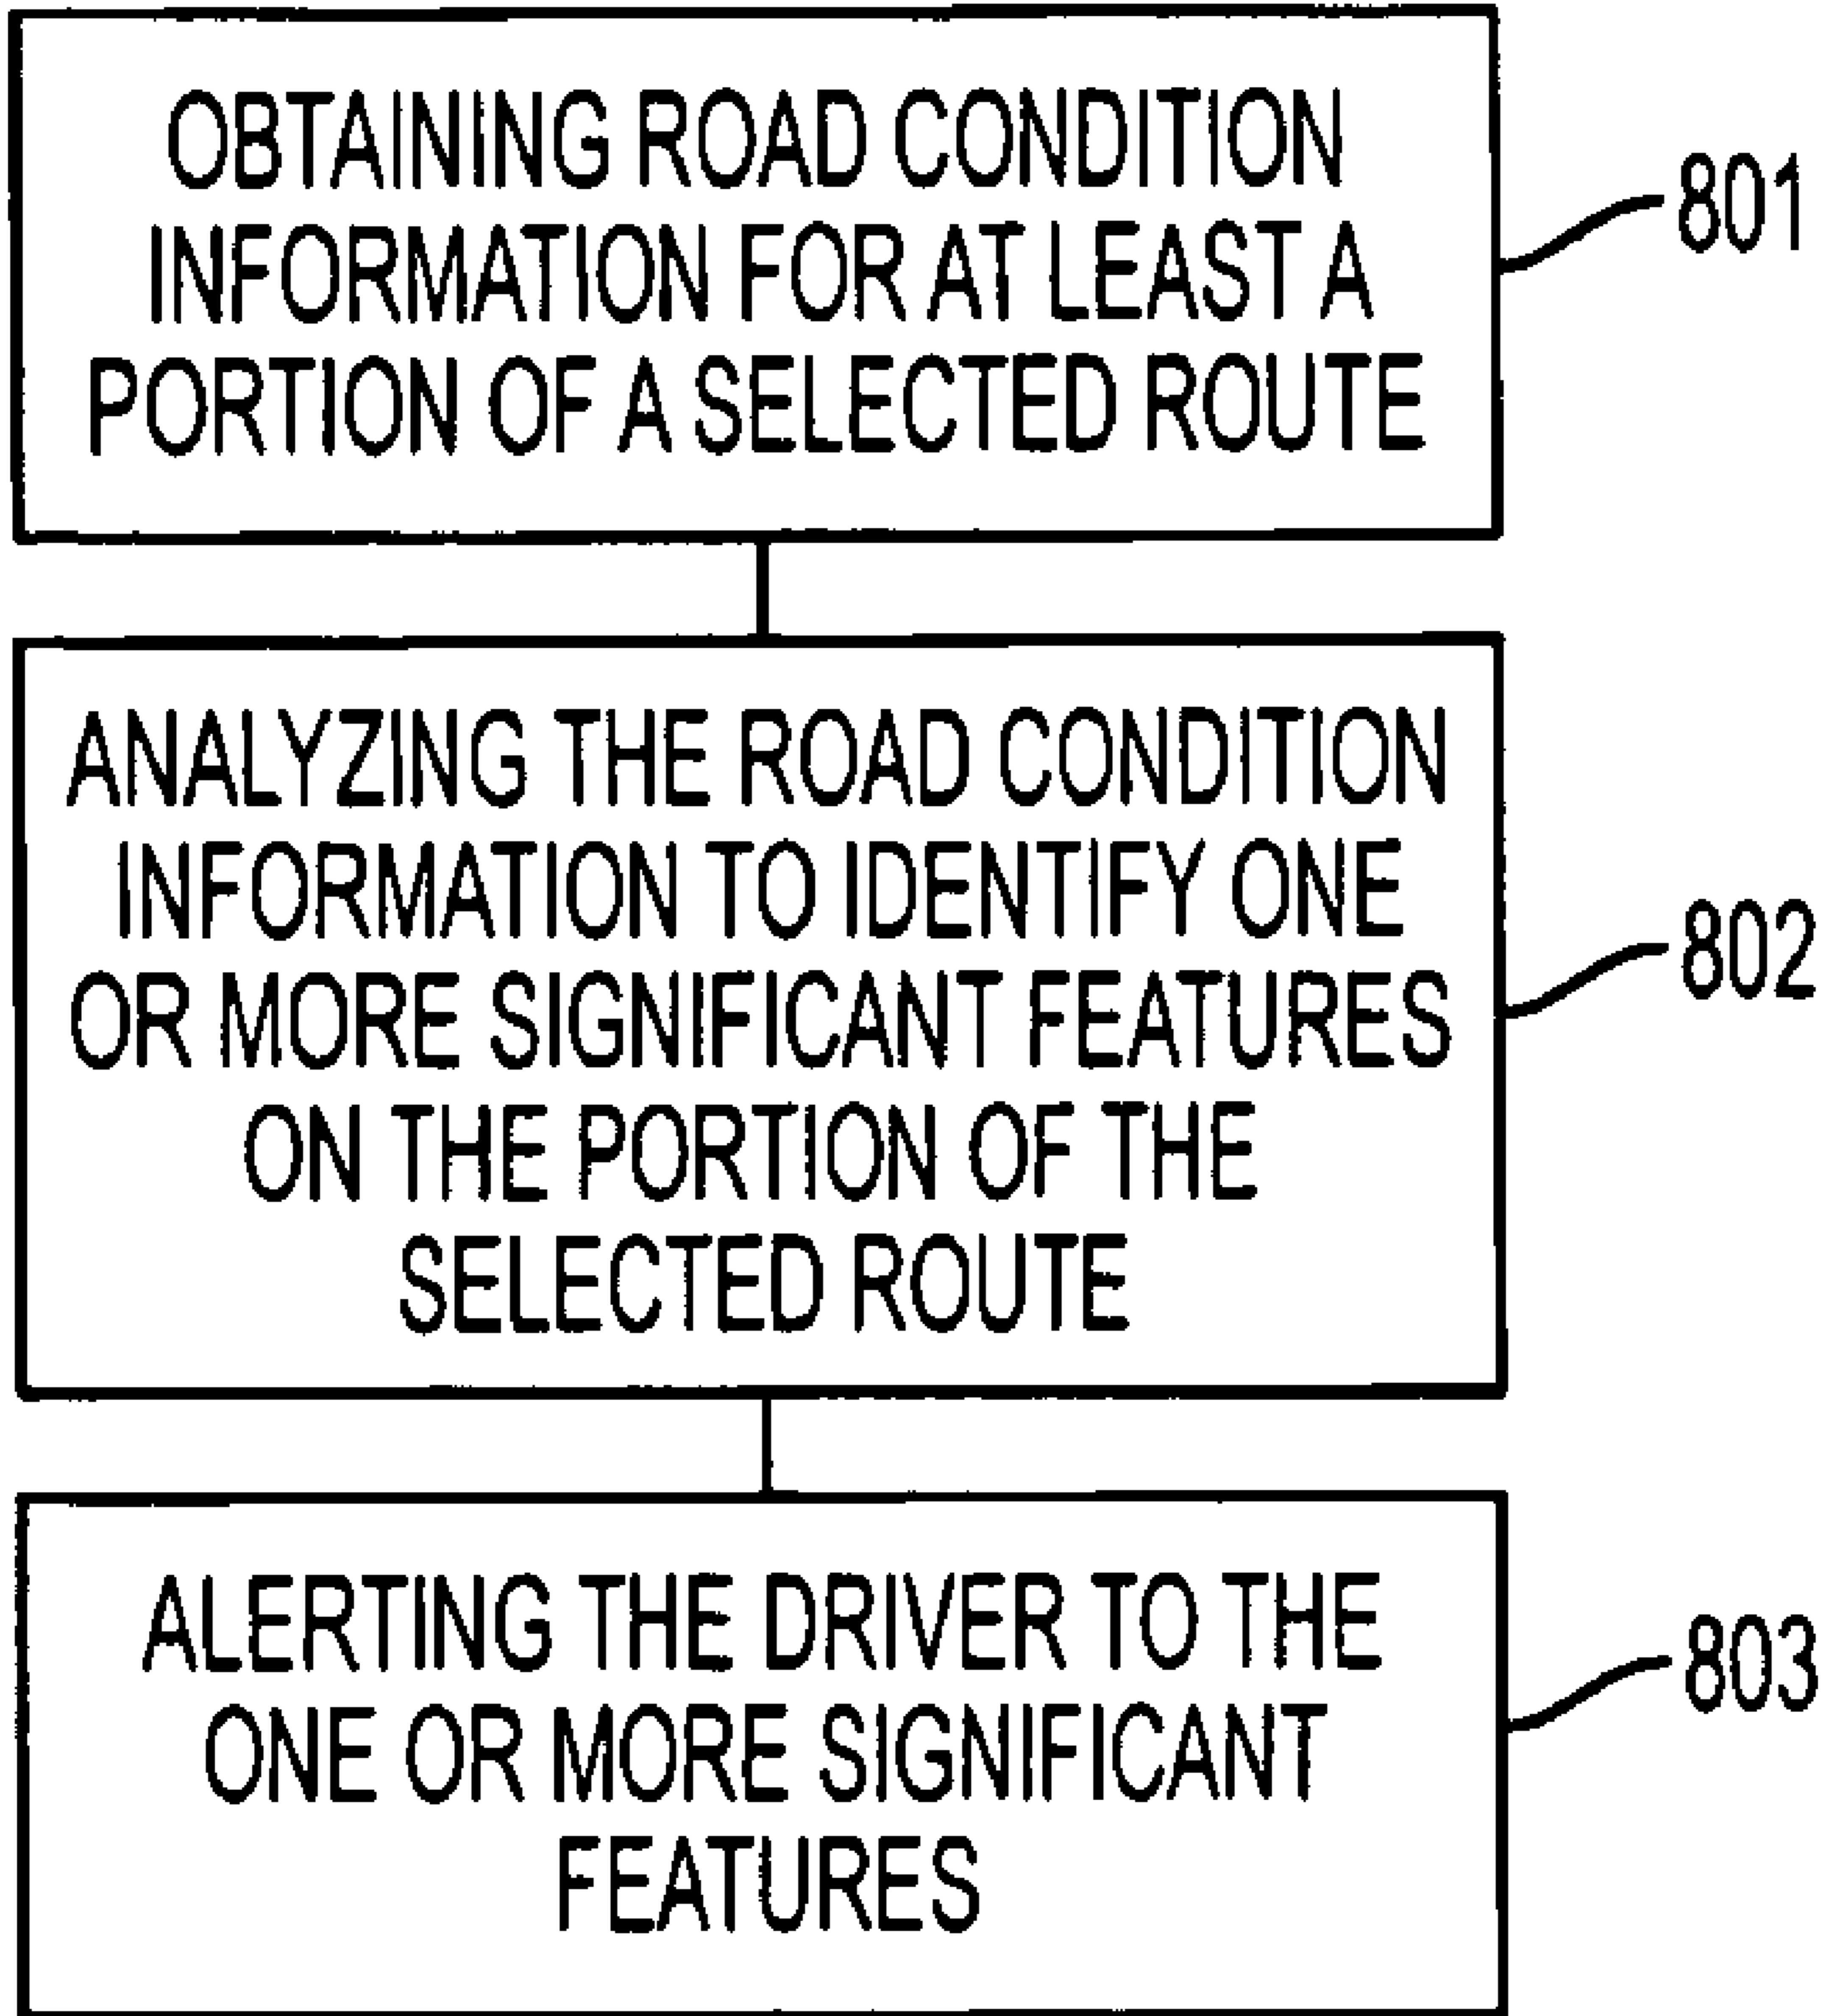 OBTAINING ROAD CONDITION
INFORMATION FOR AT LEAST A
PORTION OF A SELECTED ROUTE
801
ANALYZING THE ROAD CONDITION
INFORMATION TO IDENTIFY ONE
OR MORE SIGNIFICANT FEATURES
ON THE PORTION OF THE
SELECTED ROUTE
802
ALERTING THE DRIVER TO THE
ONE OR MORE SIGNIFICANT
FEATURES
803